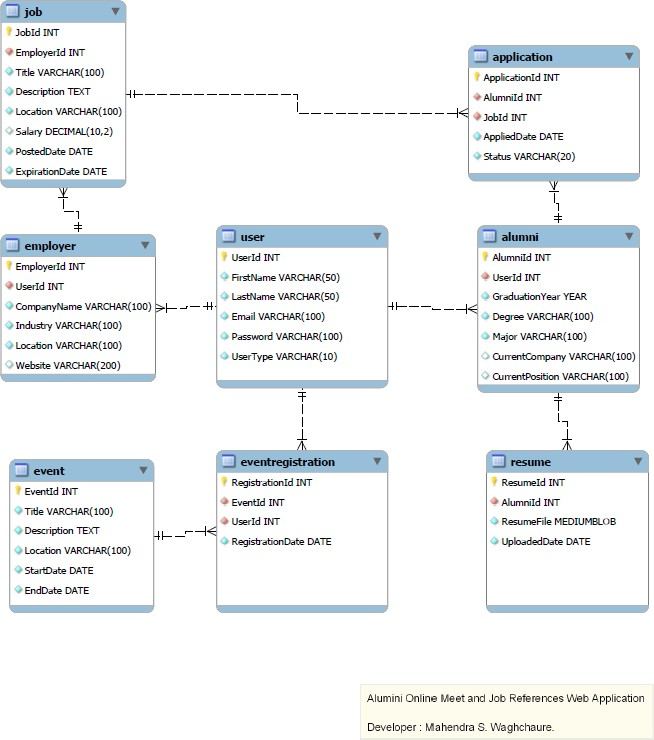 job
JobId INT
EmployerId INT
Title VARCHAR(100)
Description TEXT
Location VARCHAR(100)
Salary DECIMAL(10,2)
PostedDate DATE
ExpirationDate DATE
application
ApplicationId INT
AlumniId INT
JobId INT
AppliedDate DATE
Status VARCHAR(20)
employer
EmployerId INT
UserId INT
CompanyName VARCHAR(100)
Industry VARCHAR(100)
Location VARCHAR(100)
Website VARCHAR(200)
user
UserId INT
FirstName VARCHAR(50)
LastName VARCHAR(50)
Email VARCHAR(100)
Password VARCHAR(100)
UserType VARCHAR(10)
alumni
AlumniId INT
UserId INT
GraduationYear YEAR
Degree VARCHAR(100)
Major VARCHAR(100)
CurrentCompany VARCHAR(100)
CurrentPosition VARCHAR(100)
event
EventId INT
Title VARCHAR(100)
Description TEXT
Location VARCHAR(100)
StartDate DATE
EndDate DATE
eventregistration
RegistrationId INT
EventId INT
UserId INT
RegistrationDate DATE
resume
ResumeId INT
AlumniId INT
ResumeFile MEDIUMBLOB
UploadedDate DATE
Alumini Online Meet and Job References Web Application
Developer : Mahendra S. Waghchaure.